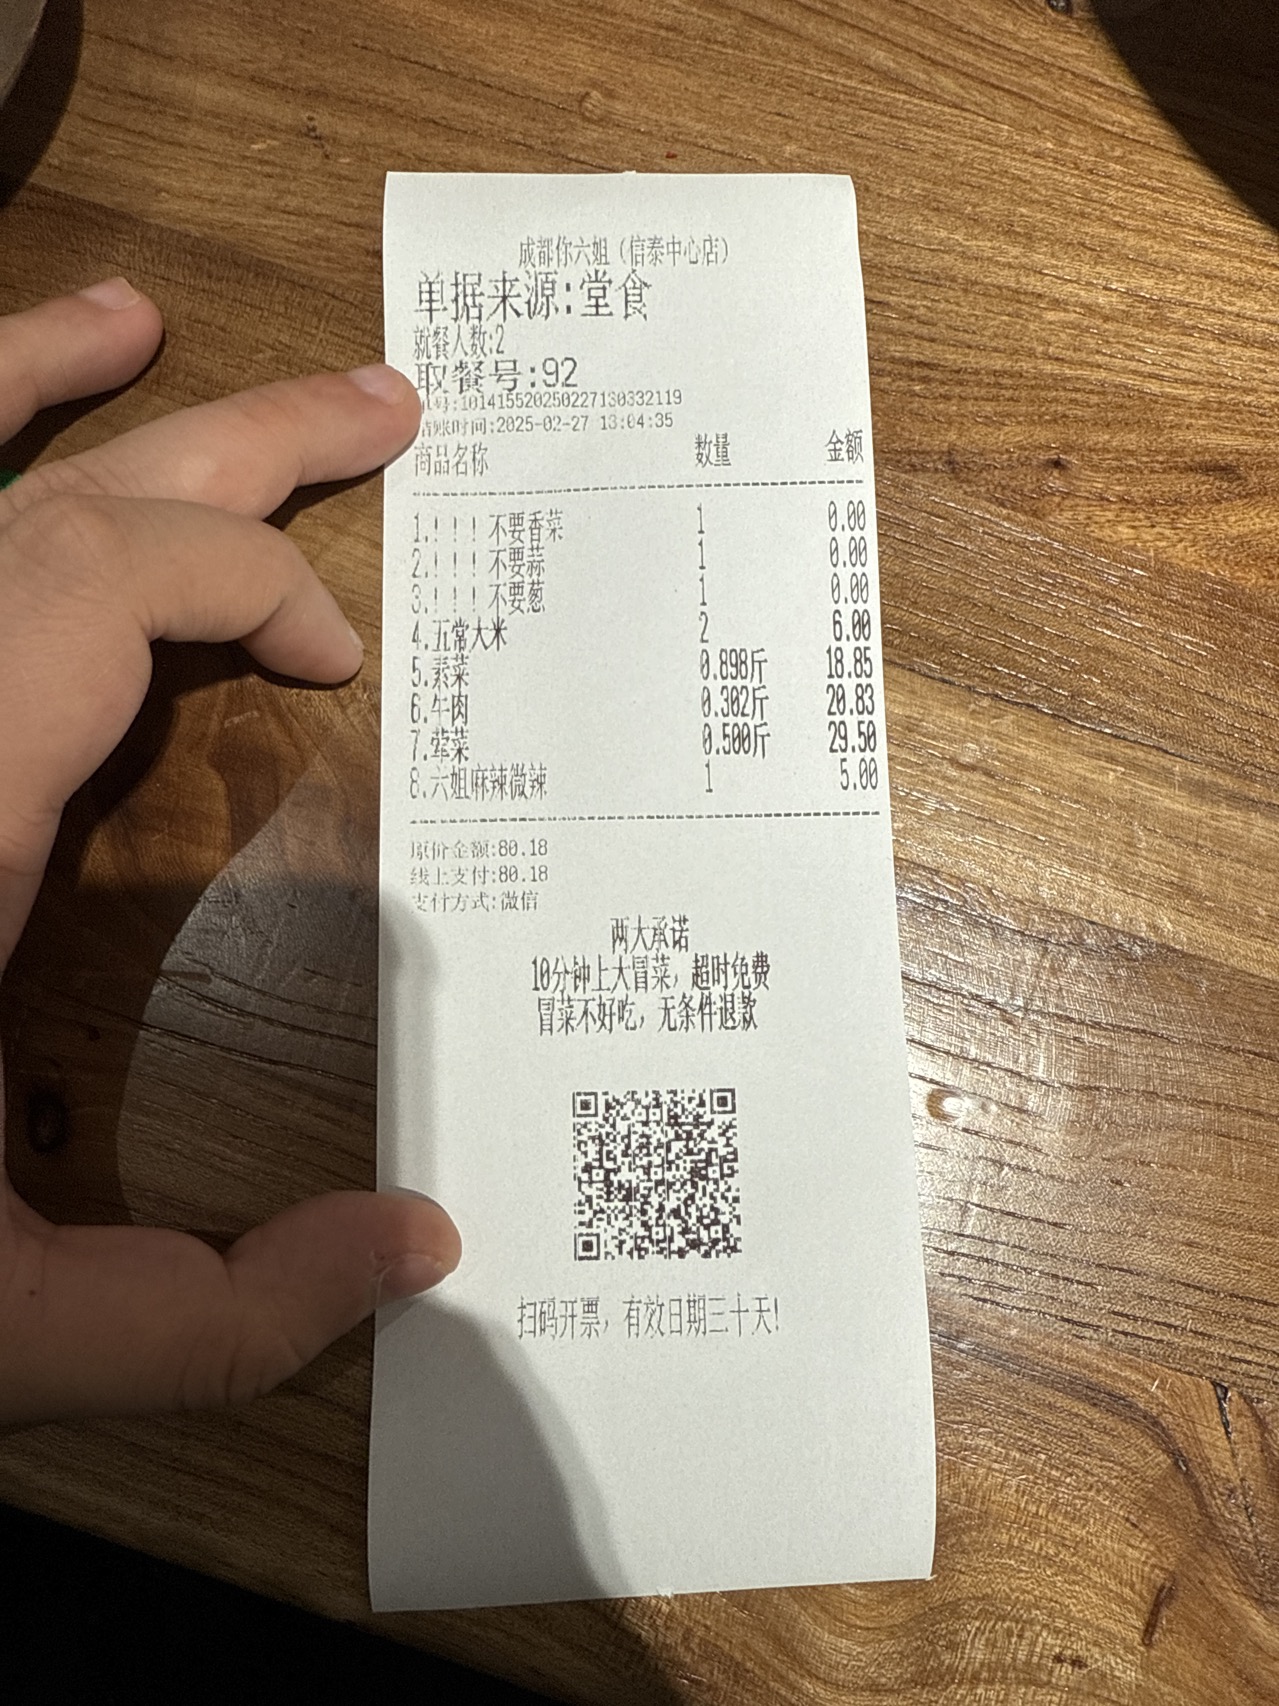 成都你六姐（信泰中心店）
单据来源:堂食
就餐人数:2
取餐号:92
号:101415520250227130332119
结账时间:2025-02-27 13:04:35
商品名称 数量 金额
1.！！！不要香菜 1 0.00
2.！！！不要蒜 1 0.00
3.！！！不要葱 1 0.00
4.五常大米 2 6.00
5.素菜 0.898斤 18.85
6.牛肉 0.302斤 20.83
7.荤菜 0.500斤 29.50
8.六姐麻辣微辣 1 5.00
原价金额:80.18
线上支付:80.18
支付方式:微信
两大承诺
10分钟上大冒菜，超时免费
冒菜不好吃，无条件退款
扫码开票，有效日期三十天!